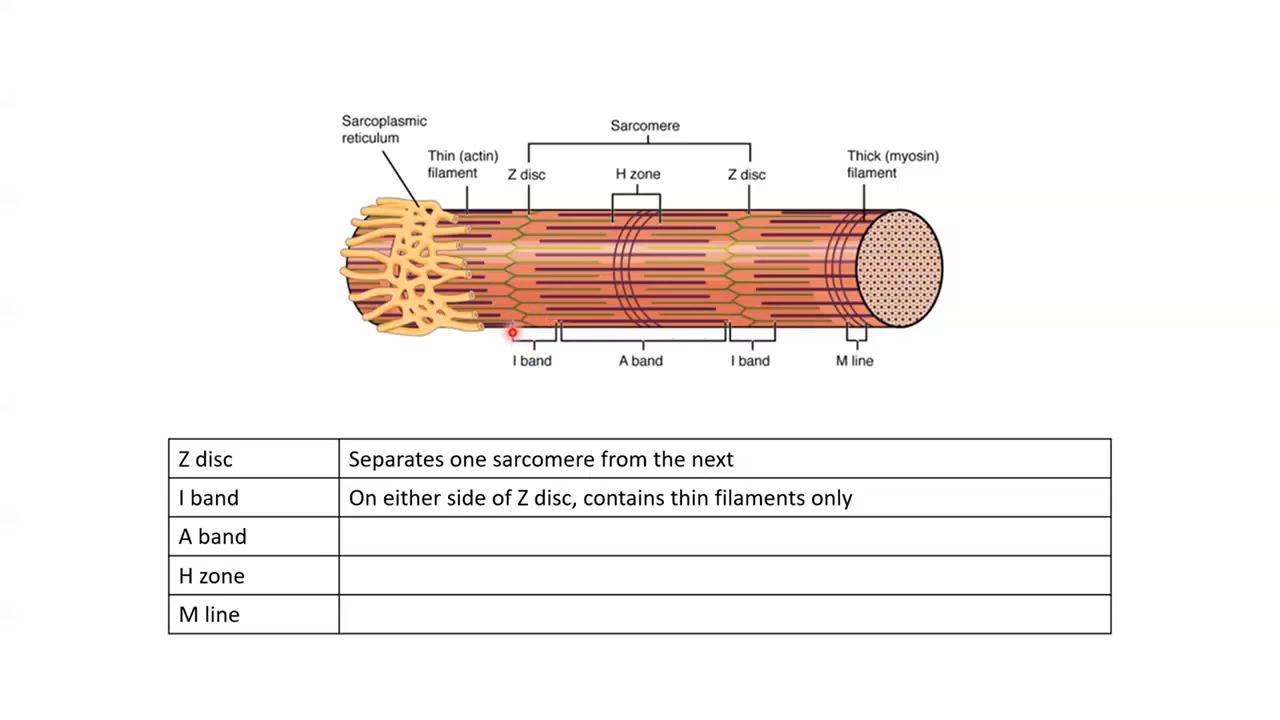 Sarcoplasmic
reticulum
Sarcomere
Thin (actin)
filament
Z disc
H zone
Z disc
Thick (myosin)
filament
I band
A band
I band
M line
Z disc Separates one sarcomere from the next
I band On either side of Z disc, contains thin filaments only
A band
H zone
M line